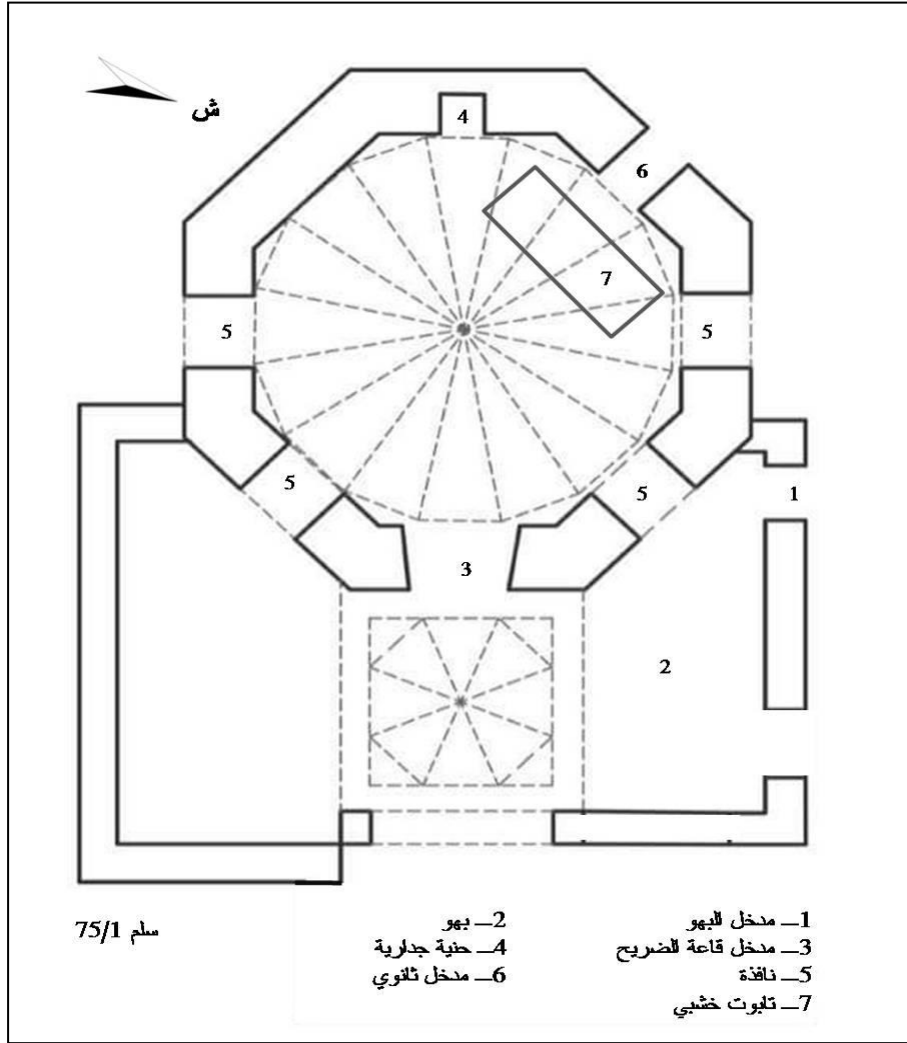 ش
4
6
7
5
5
5
5
1
3
2
1ـ مدخل للبهو
2ـ بهو
3ـ مدخل قاعة الضريح
4ـ حنية جدارية
5ـ نافذة
6ـ مدخل ثانوي
7ـ تابوت خشبي
سلم 75/1